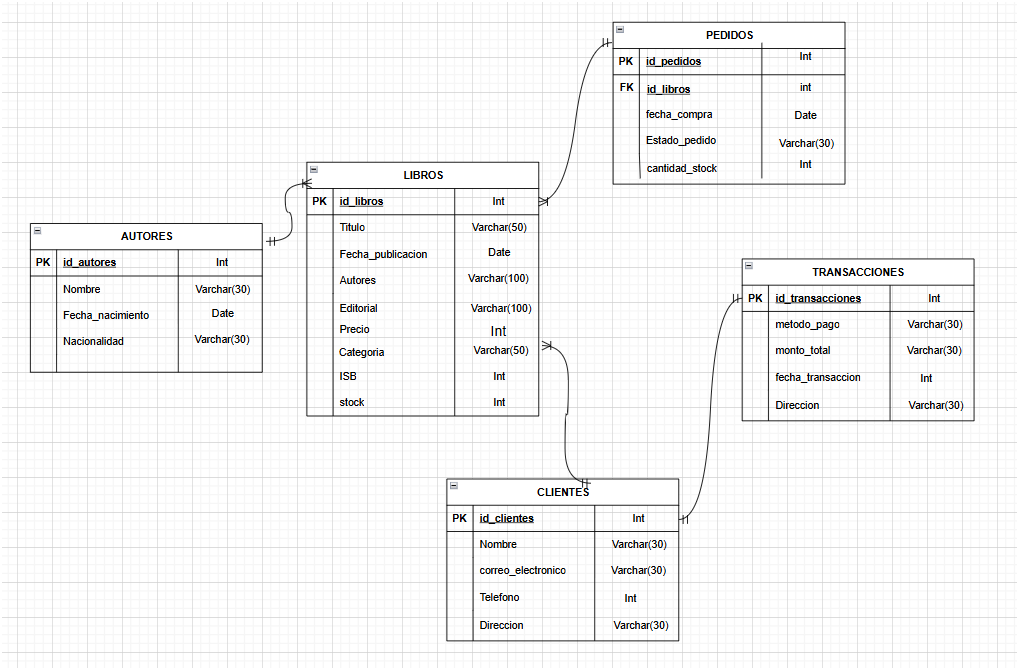 PEDIDOS
PK id_pedidos Int
FK id_libros int
fecha_compra Date
Estado_pedido Varchar(30)
cantidad_stock Int
LIBROS
PK id_libros Int
Titulo Varchar(50)
Fecha_publicacion Date
Autores Varchar(100)
Editorial Varchar(100)
Precio Int
Categoria Varchar(50)
ISB Int
stock Int
AUTORES
PK id_autores Int
Nombre Varchar(30)
Fecha_nacimiento Date
Nacionalidad Varchar(30)
TRANSACCIONES
PK id_transacciones Int
metodo_pago Varchar(30)
monto_total Varchar(30)
fecha_transaccion Int
Direccion Varchar(30)
CLIENTES
PK id_clientes Int
Nombre Varchar(30)
correo_electronico Varchar(30)
Telefono Int
Direccion Varchar(30)